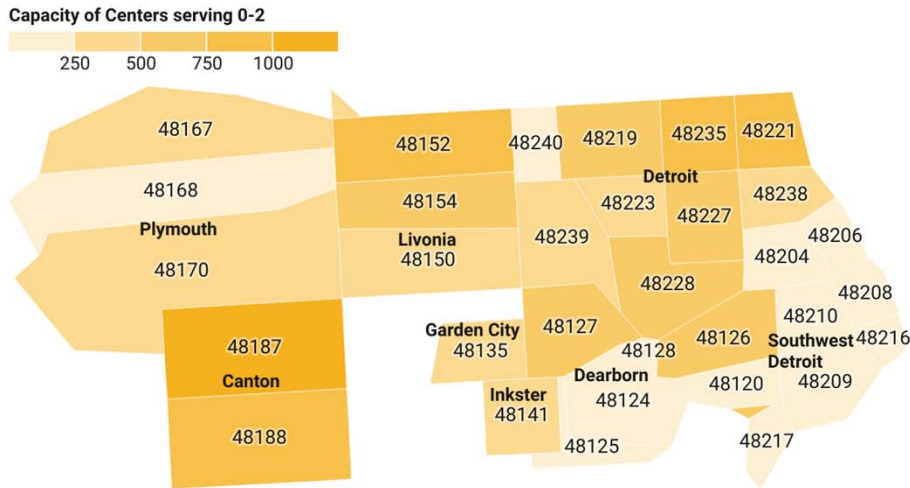 Capacity of Centers serving 0-2
250 500 750 1000
48167
48152
48240
48219
48235
48221
48168
Detroit
48154
48223
48238
48227
Plymouth
Livonia
48239
48206
48170
48150
48204
48228
48208
48210
Garden City
48127
48187
48135
48128
48126
48216
Southwest
Detroit
Canton
Dearborn
48120
48209
Inkster
48124
48141
48188
48125
48217